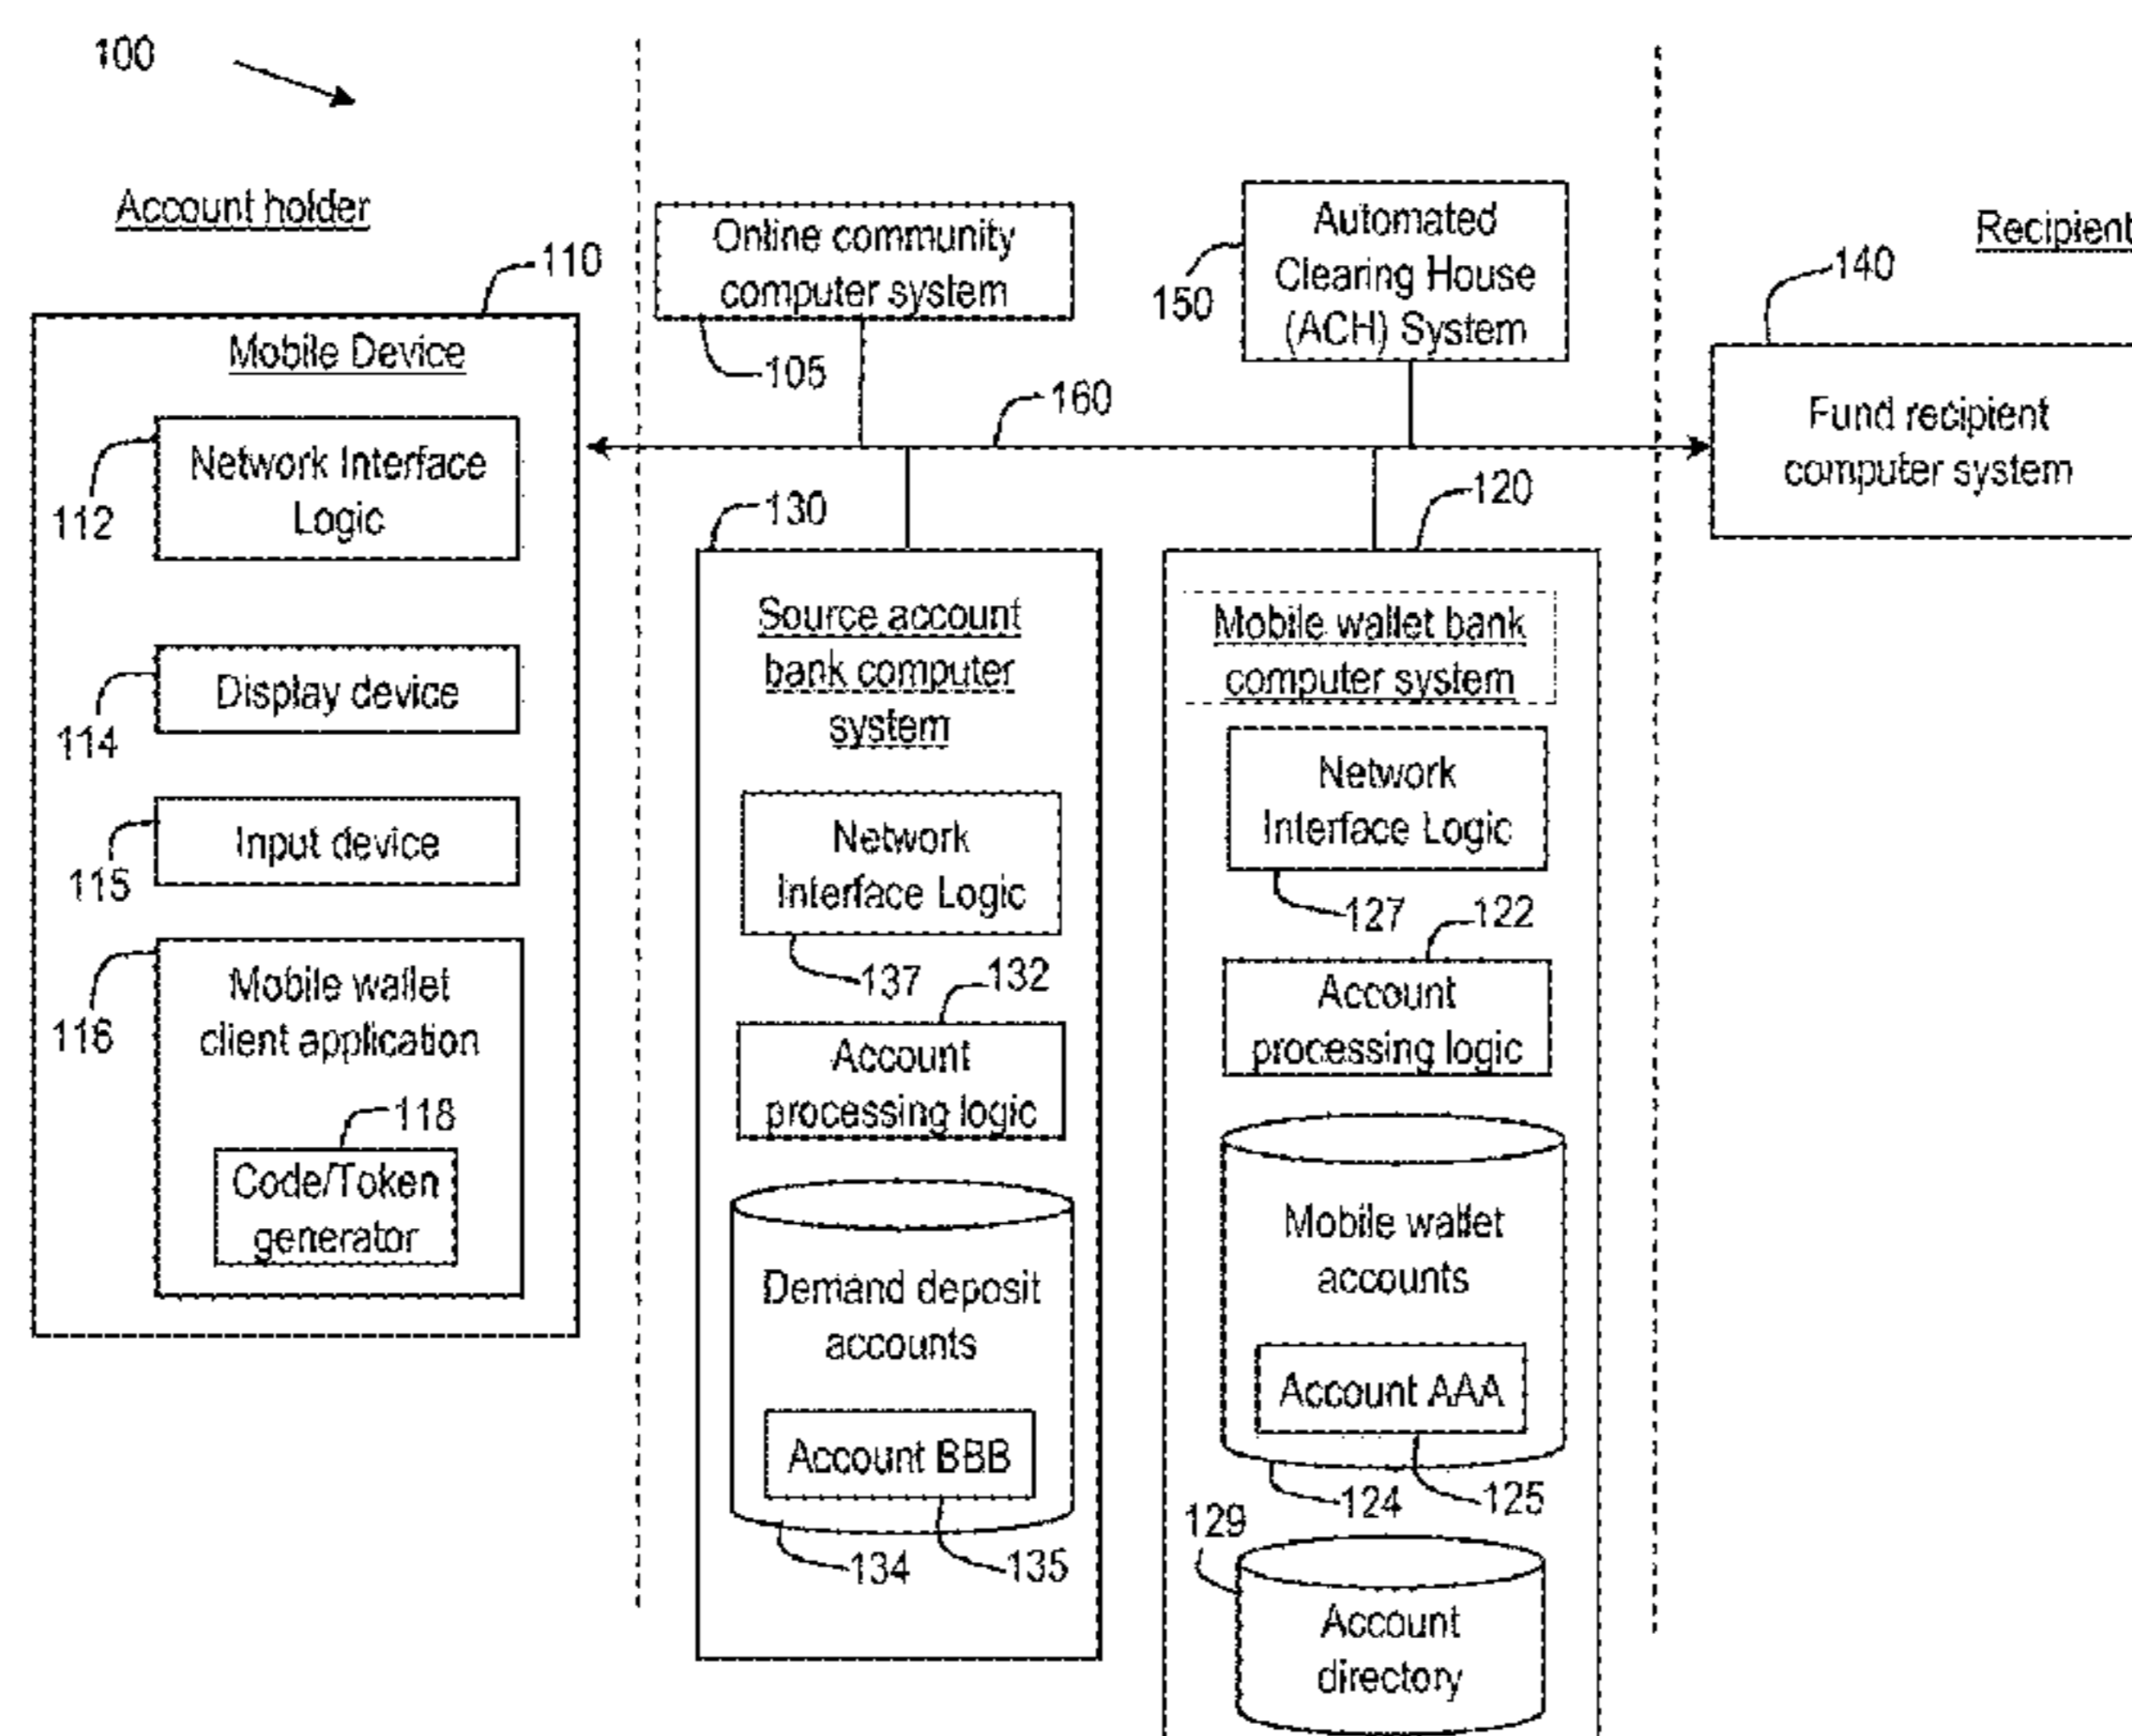 100
Account holder
110
Mobile Device
112
Network Interface
Logic
114
Display device
115
Input device
116
Mobile wallet
client application
118
Code/Token
generator
Online community
computer system
105
150
Automated
Clearing House
(ACH) System
160
130
Source account
bank computer
system
Network
Interface Logic
137
132
Account
processing logic
Demand deposit
accounts
Account BBB
134
135
120
Mobile wallet bank
computer system
Network
Interface Logic
127
122
Account
processing logic
Mobile wallet
accounts
Account AAA
124
125
129
Account
directory
Recipient
140
Fund recipient
computer system